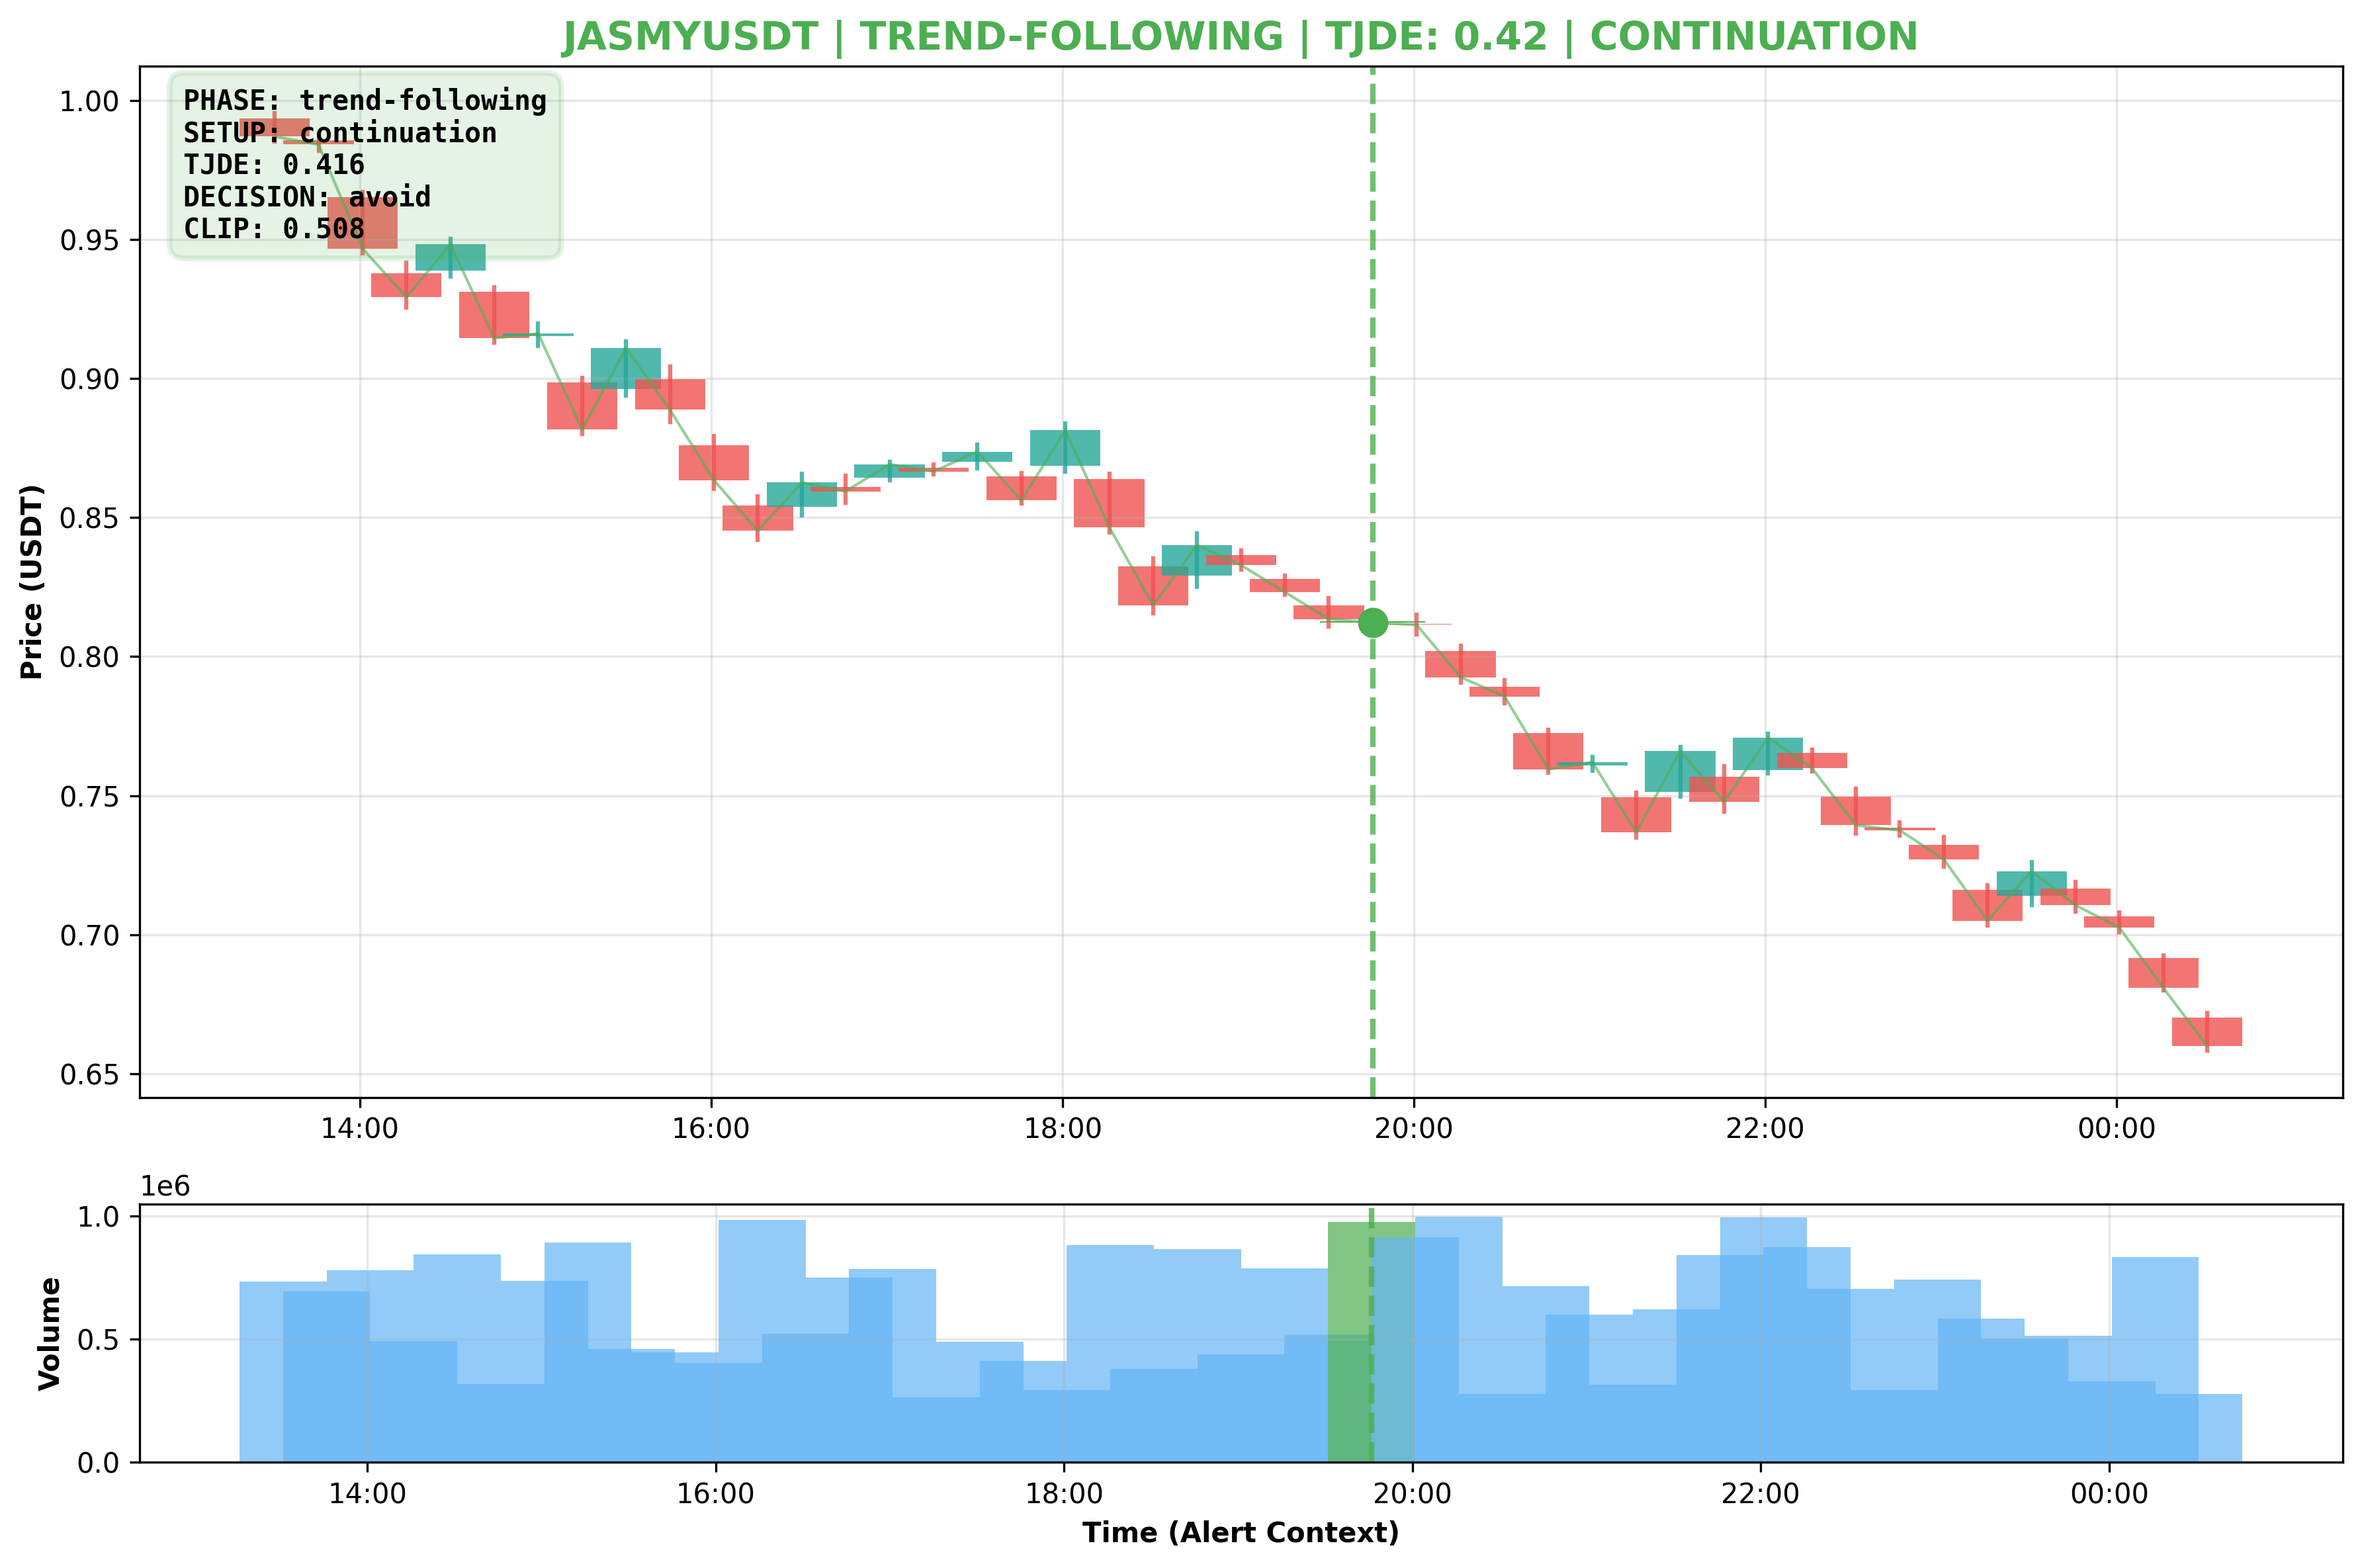 JASMYUSDT | TREND-FOLLOWING | TJDE: 0.42 | CONTINUATION
PHASE: trend-following
SETUP: continuation
TJDE: 0.416
DECISION: avoid
CLIP: 0.508
Price (USDT)
1.00
0.95
0.90
0.85
0.80
0.75
0.70
0.65
14:00 16:00 18:00 20:00 22:00 00:00
1e6
Volume
1.0
0.5
0.0
14:00 16:00 18:00 20:00 22:00 00:00
Time (Alert Context)